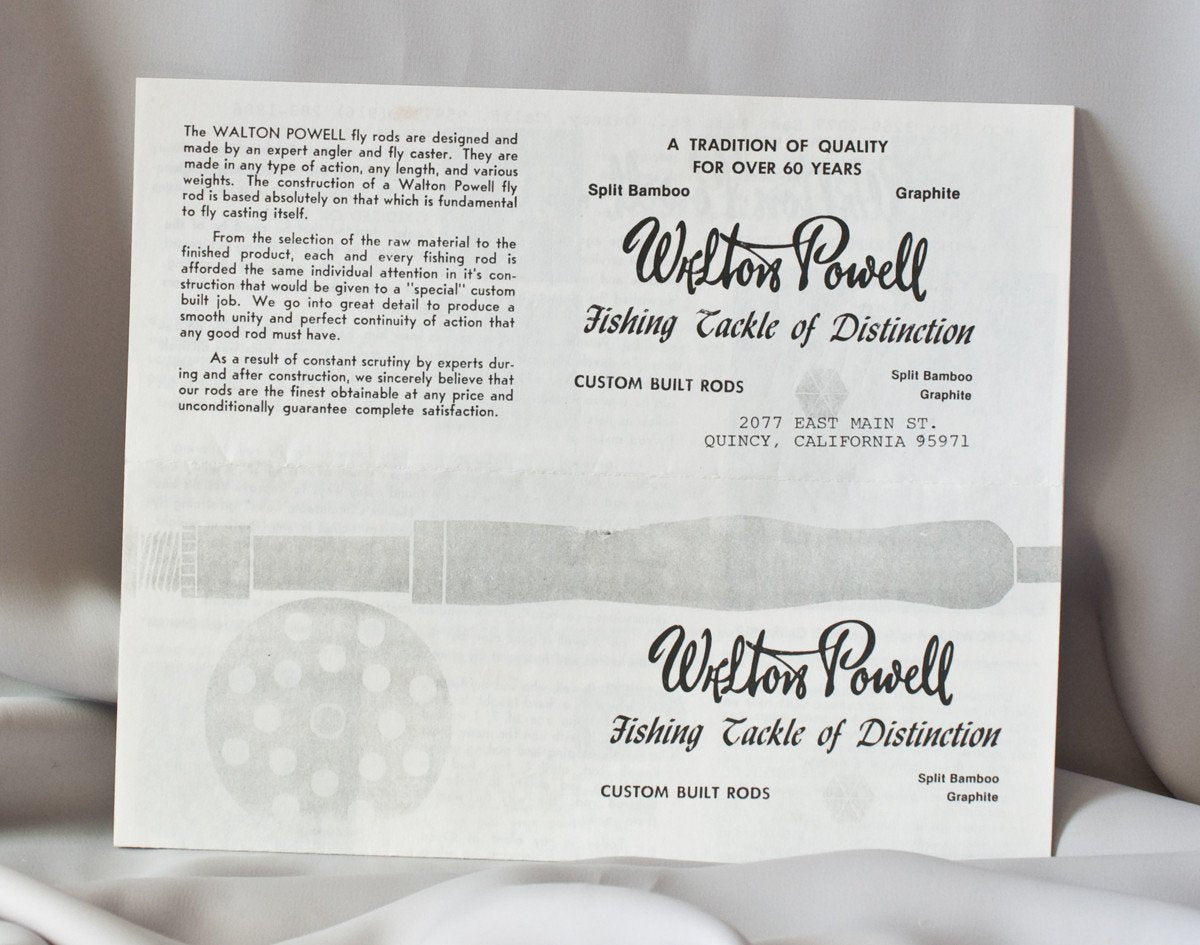 The WALTON POWELL fly rods are designed and
made by an expert angler and fly caster. They are
made in any type of action, any length, and various
weights. The construction of a Walton Powell fly
rod is based absolutely on that which is fundamental
to fly casting itself.
From the selection of the raw material to the
finished product, each and every fishing rod is
afforded the same individual attention in it's con-
struction that would be given to a "special" custom
built job. We go into great detail to produce a
smooth unity and perfect continuity of action that
any good rod must have.
As a result of constant scrutiny by experts dur-
ing and after construction, we sincerely believe that
our rods are the finest obtainable at any price and
unconditionally guarantee complete satisfaction.
A TRADITION OF QUALITY
FOR OVER 60 YEARS
Split Bamboo Graphite
Walton Powell
Fishing Tackle of Distinction
CUSTOM BUILT RODS
Split Bamboo
Graphite
2077 EAST MAIN ST.
QUINCY, CALIFORNIA 95971
Walton Powell
Fishing Tackle of Distinction
CUSTOM BUILT RODS
Split Bamboo
Graphite